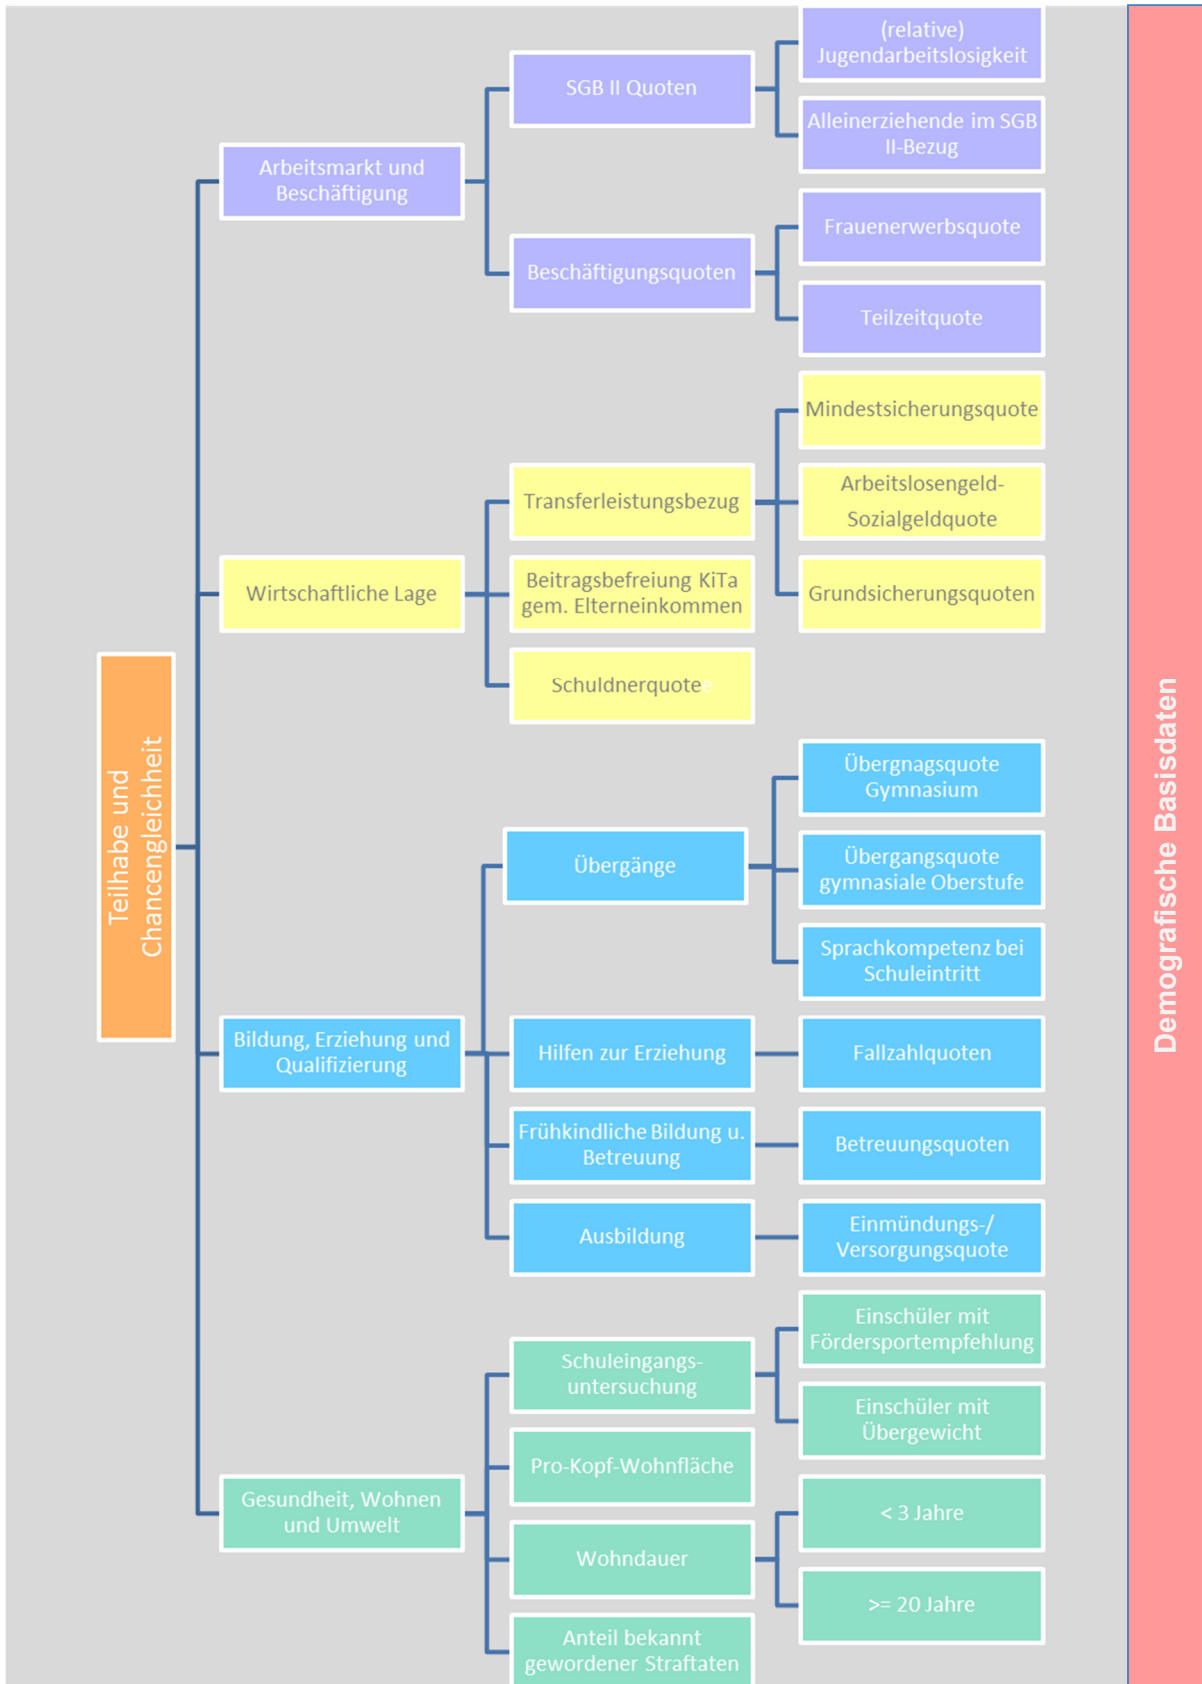 Teilhabe und
Chancengleichheit
Arbeitsmarkt und
Beschäftigung
SGB II Quoten
(relative)
Jugendarbeitslosigkeit
Alleinerziehende im SGB
II-Bezug
Beschäftigungsquoten
Frauenerwerbsquote
Teilzeitquote
Wirtschaftliche Lage
Transferleistungsbezug
Mindestsicherungsquote
Arbeitslosengeld-
Sozialgeldquote
Grundsicherungsquoten
Beitragsbefreiung KiTa
gem. Elterneinkommen
Schuldnerquotee
Bildung, Erziehung und
Qualifizierung
Übergänge
Übergnagsquote
Gymnasium
Übergangsquote
gymnasiale Oberstufe
Sprachkompetenz bei
Schuleintritt
Hilfen zur Erziehung
Fallzahlquoten
Frühkindliche Bildung u.
Betreuung
Betreuungsquoten
Ausbildung
Einmündungs-/
Versorgungsquote
Gesundheit, Wohnen
und Umwelt
Schuleingangs-
untersuchung
Einschüler mit
Fördersportempfehlung
Einschüler mit
Übergewicht
Pro-Kopf-Wohnfläche
Wohndauer
< 3 Jahre
>= 20 Jahre
Anteil bekannt
gewordener Straftaten
Demografische Basisdaten